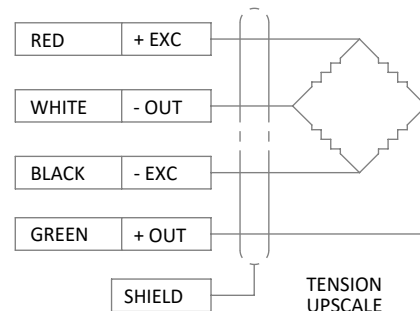 RED + EXC
WHITE - OUT
BLACK - EXC
GREEN + OUT
SHIELD
TENSION
UPSCALE